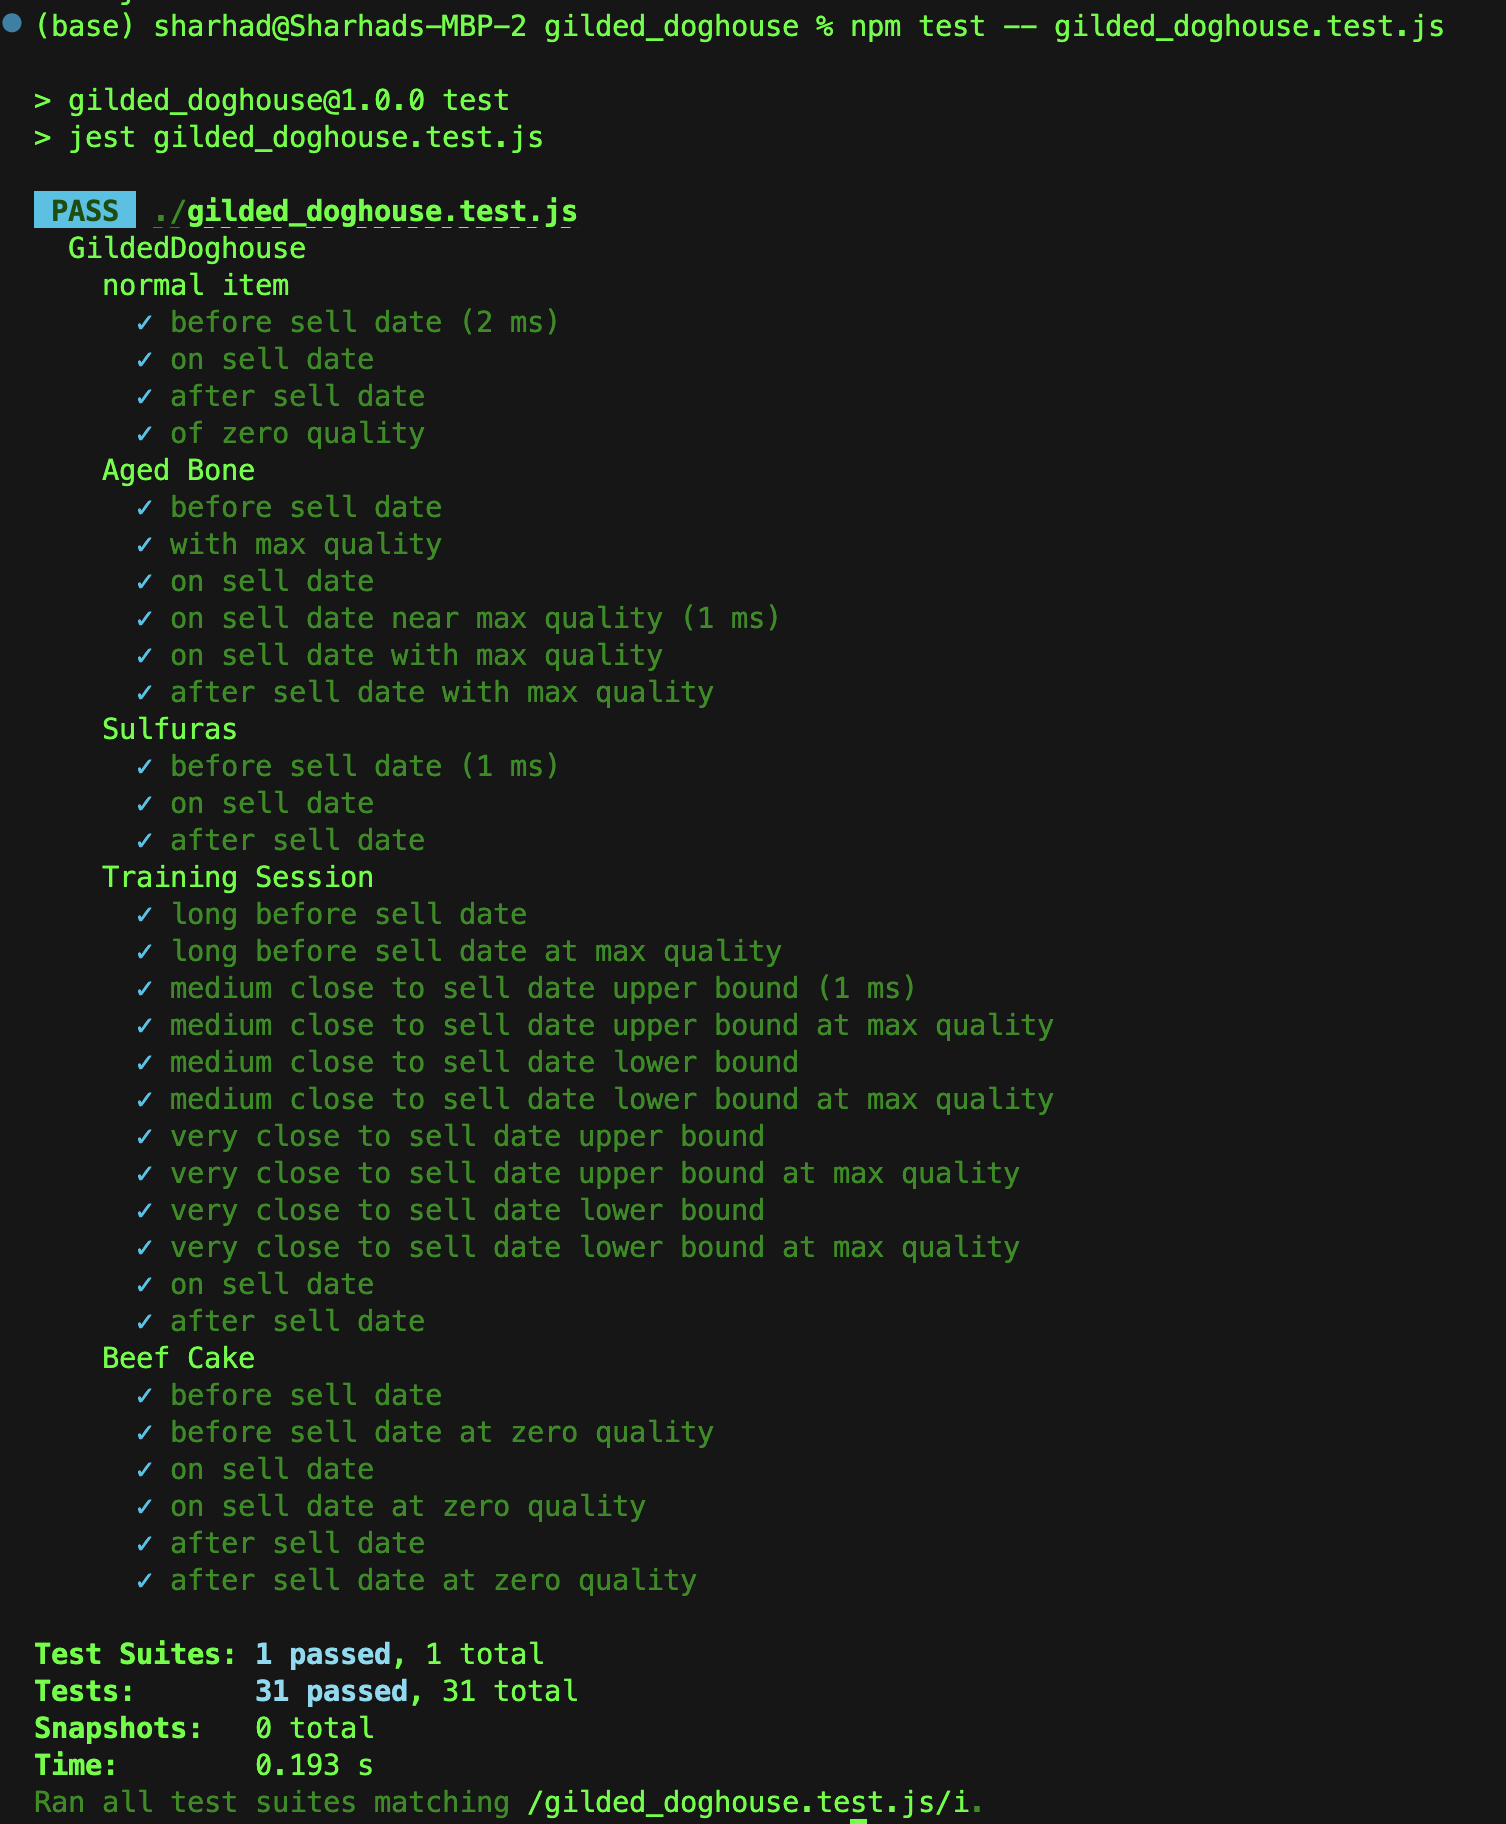 (base) sharhad@Sharhads-MBP-2 gilded_doghouse % npm test -- gilded_doghouse.test.js
> gilded_doghouse@1.0.0 test
> jest gilded_doghouse.test.js
PASS ./gilded_doghouse.test.js
GildedDoghouse
normal item
✓ before sell date (2 ms)
✓ on sell date
✓ after sell date
✓ of zero quality
Aged Bone
✓ before sell date
✓ with max quality
✓ on sell date
✓ on sell date near max quality (1 ms)
✓ on sell date with max quality
✓ after sell date with max quality
Sulfuras
✓ before sell date (1 ms)
✓ on sell date
✓ after sell date
Training Session
✓ long before sell date
✓ long before sell date at max quality
✓ medium close to sell date upper bound (1 ms)
✓ medium close to sell date upper bound at max quality
✓ medium close to sell date lower bound
✓ medium close to sell date lower bound at max quality
✓ very close to sell date upper bound
✓ very close to sell date upper bound at max quality
✓ very close to sell date lower bound
✓ very close to sell date lower bound at max quality
✓ on sell date
✓ after sell date
Beef Cake
✓ before sell date
✓ before sell date at zero quality
✓ on sell date
✓ on sell date at zero quality
✓ after sell date
✓ after sell date at zero quality
Test Suites: 1 passed, 1 total
Tests: 31 passed, 31 total
Snapshots: 0 total
Time: 0.193 s
Ran all test suites matching /gilded_doghouse.test.js/i.